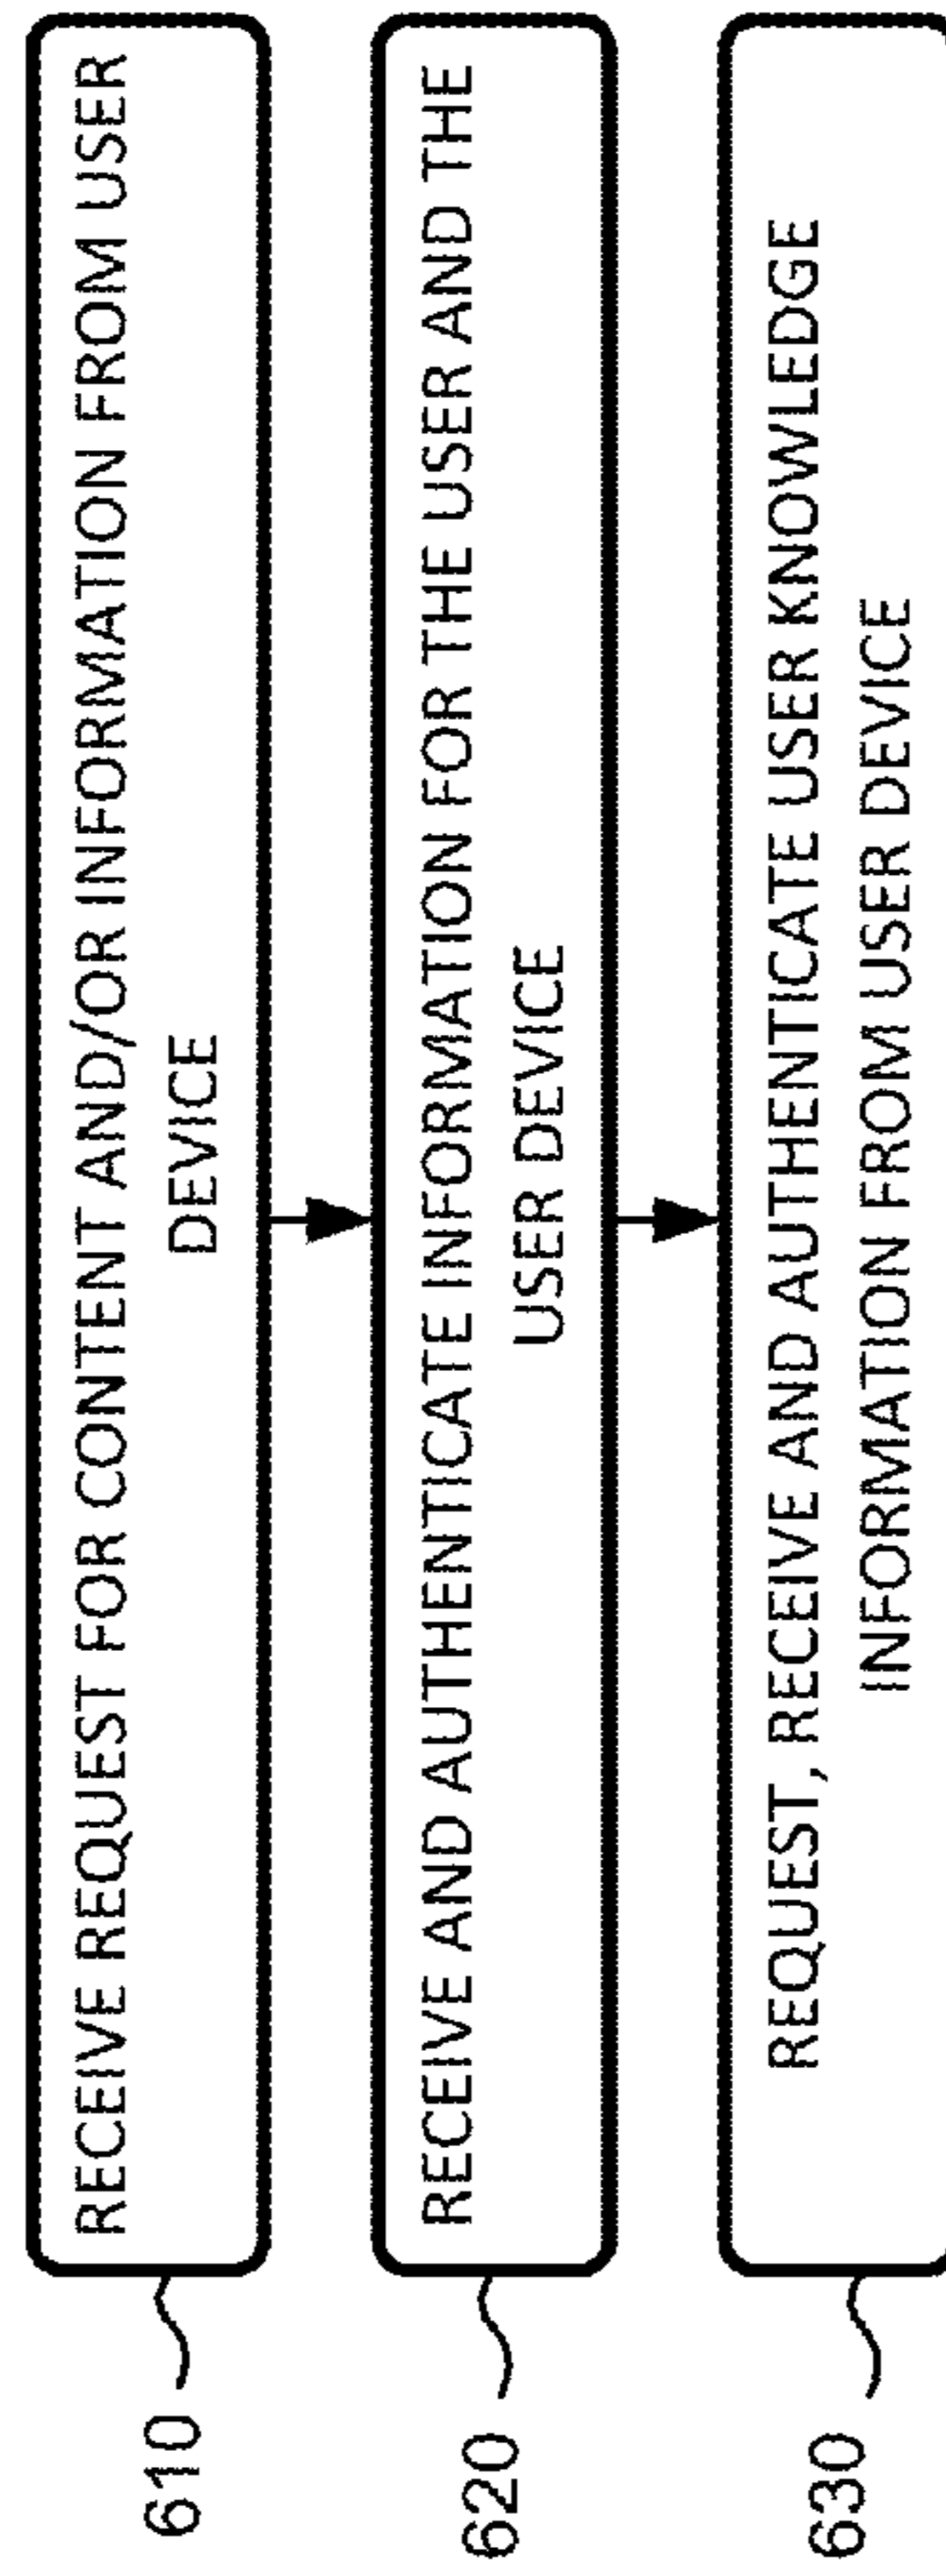 610
RECEIVE REQUEST FOR CONTENT AND/OR INFORMATION FROM USER
DEVICE
620
RECEIVE AND AUTHENTICATE INFORMATION FOR THE USER AND THE
USER DEVICE
630
REQUEST, RECEIVE AND AUTHENTICATE USER KNOWLEDGE
INFORMATION FROM USER DEVICE